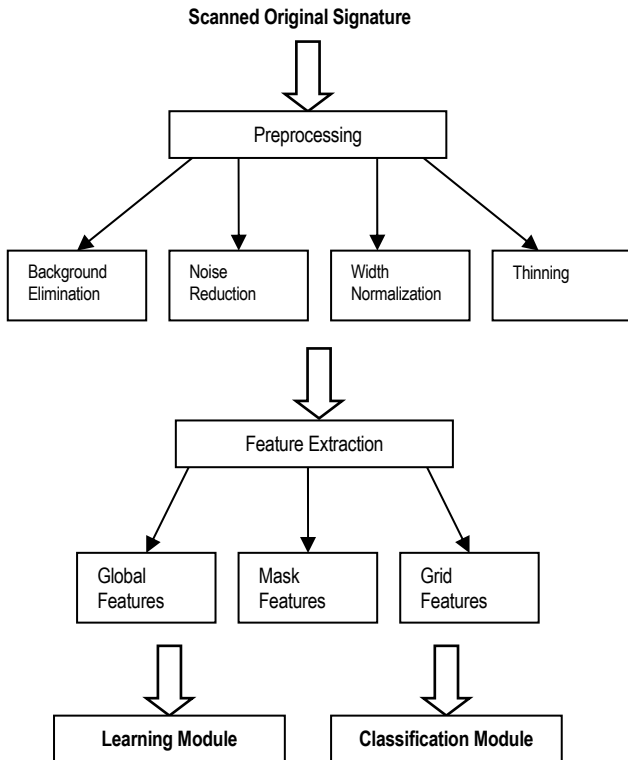 Scanned Original Signature
Preprocessing
Background
Elimination
Noise
Reduction
Width
Normalization
Thinning
Feature Extraction
Global
Features
Mask
Features
Grid
Features
Learning Module
Classification Module